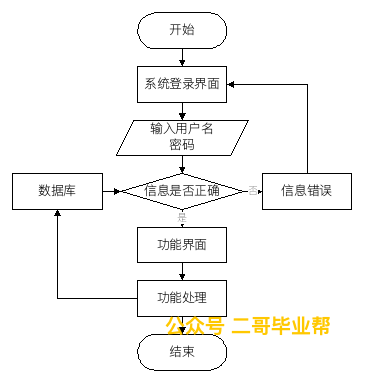 开始
系统登录界面
输入用户名
密码
数据库
信息是否正确
否
信息错误
是
功能界面
功能处理
公众号 二哥毕业帮
结束